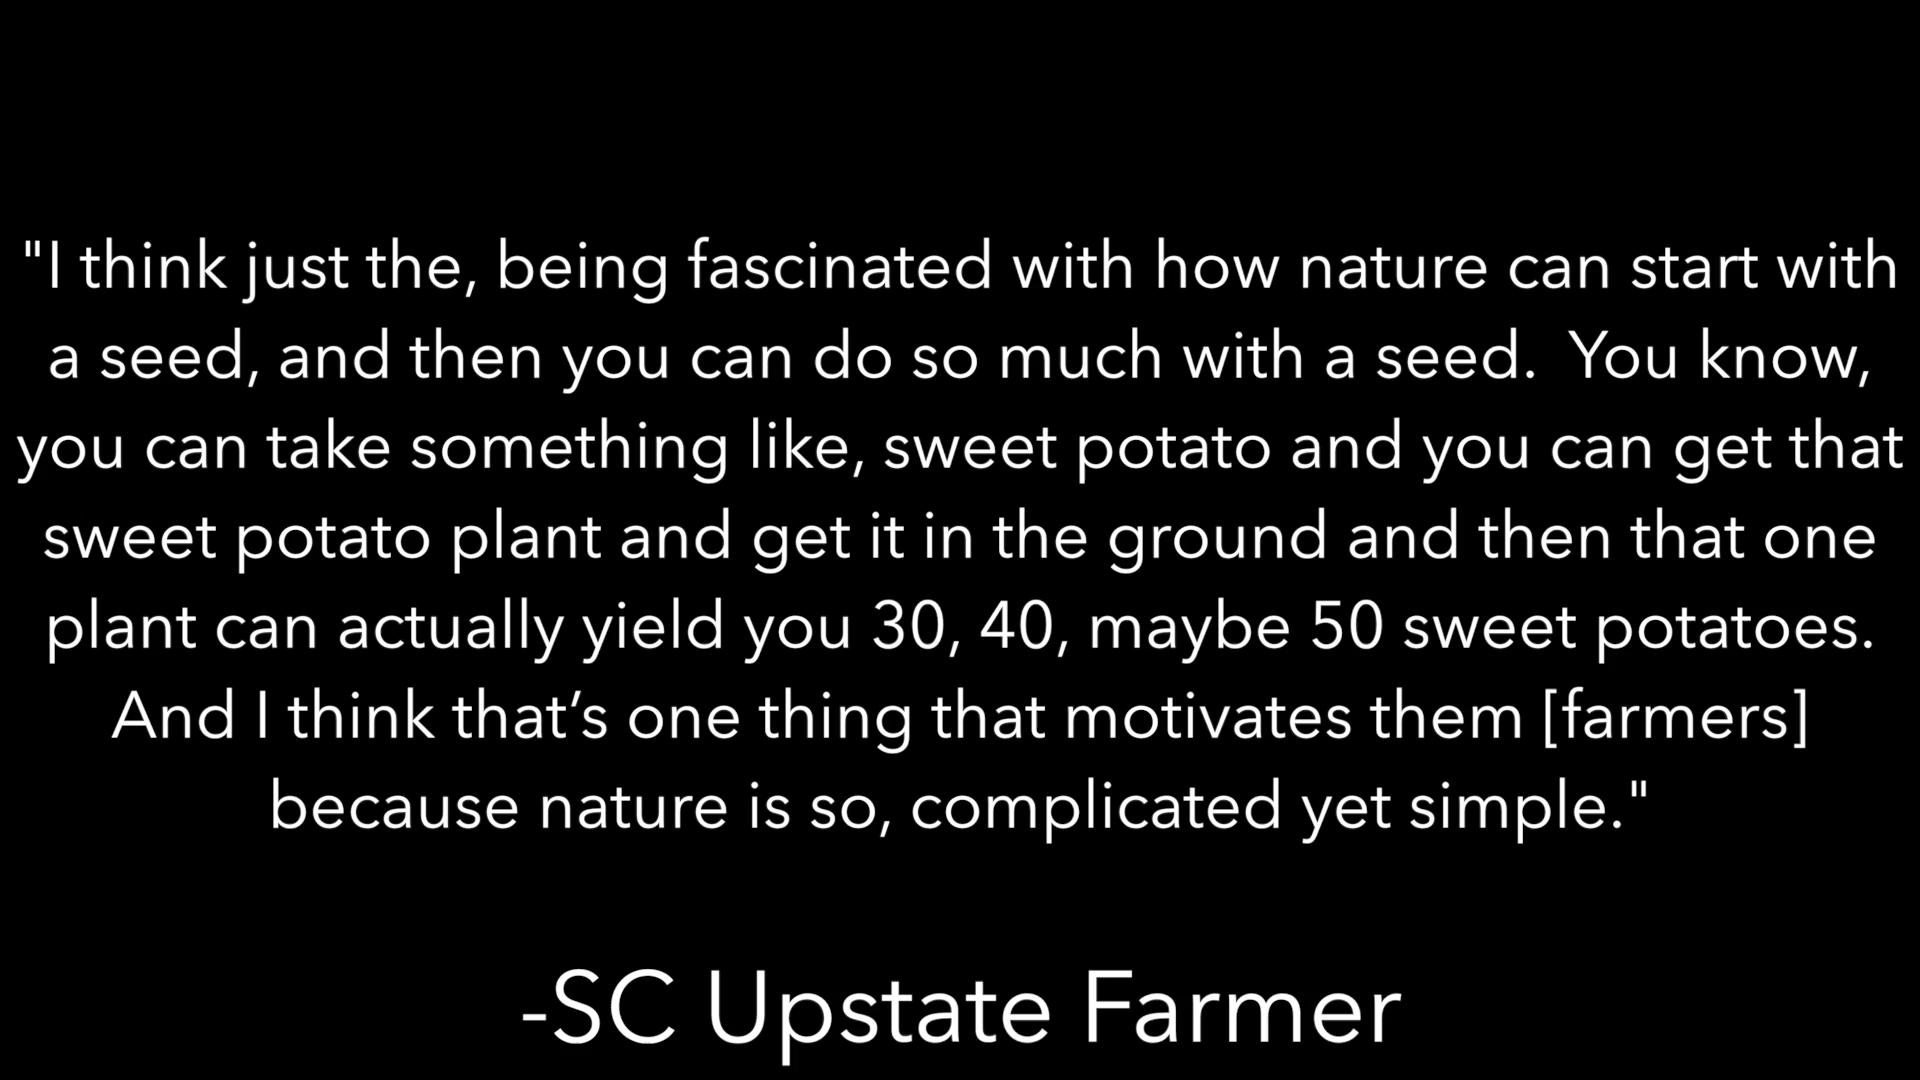 "I think just the, being fascinated with how nature can start with
a seed, and then you can do so much with a seed.  You know,
you can take something like, sweet potato and you can get that
sweet potato plant and get it in the ground and then that one
plant can actually yield you 30, 40, maybe 50 sweet potatoes.
And I think that’s one thing that motivates them [farmers]
because nature is so, complicated yet simple."
-SC Upstate Farmer